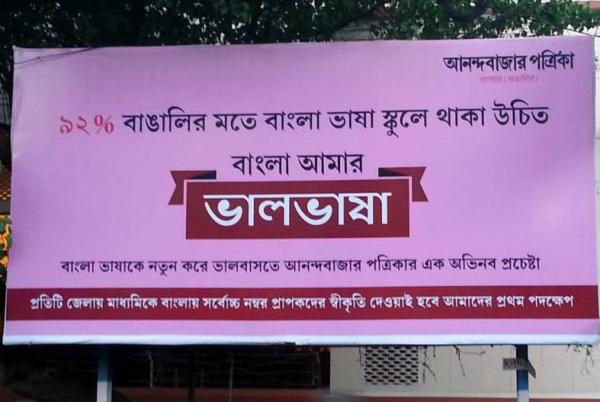 আনন্দবাজার পত্রিকা
বাংলার। বাঙালির।
৯২% বাঙালির মতে বাংলা ভাষা স্কুলে থাকা উচিত
বাংলা আমার
ভালভাষা
বাংলা ভাষাকে নতুন করে ভালবাসতে আনন্দবাজার পত্রিকার এক অভিনব প্রচেষ্টা
প্রতিটি জেলায় মাধ্যমিকে বাংলায় সর্বোচ্চ নম্বর প্রাপকদের স্বীকৃতি দেওয়াই হবে আমাদের প্রথম পদক্ষেপ